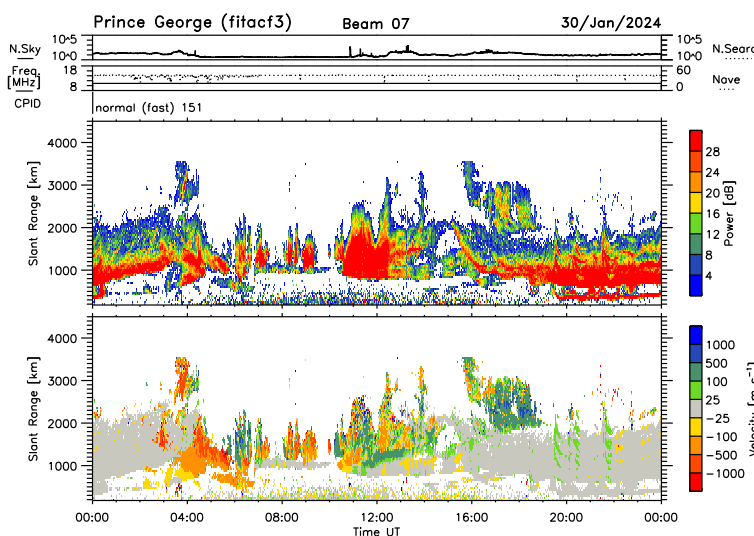 Prince George (fitacf3) Beam 07 30/Jan/2024
N.Sky 10^5 10^0 10^5 10^0 N.Sear
Freq. [MHz] 18 8 60 0 Nave
CPID normal (fast) 151
Slant Range [km] 4000 3000 2000 1000
Power [dB] 28 24 20 16 12 8 4
Slant Range [km] 4000 3000 2000 1000
Velocity [m s^-1] 1000 500 100 25 -25 -100 -500 -1000
00:00 04:00 08:00 12:00 16:00 20:00 00:00
Time UT